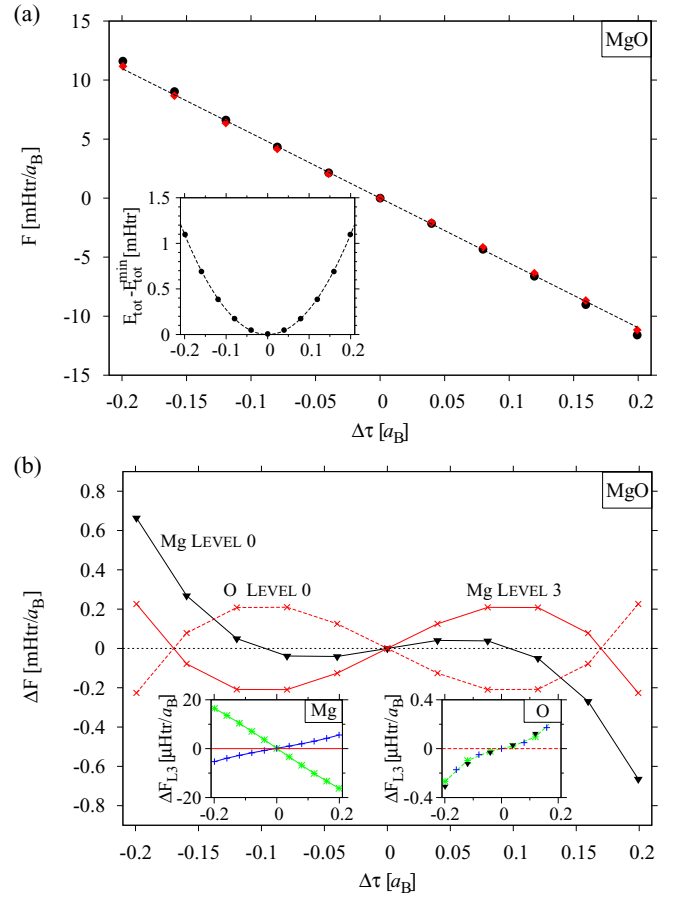 (a)
MgO
15
10
5
0
-5
-10
-15
F [mHtr/aB]
-0.2 -0.15 -0.1 -0.05 0 0.05 0.1 0.15 0.2
Δτ [aB]
1.5
1
0.5
0
Etot-Etot^min [mHtr]
-0.2 -0.1 0 0.1 0.2
(b)
MgO
0.8
0.6
0.4
0.2
0
-0.2
-0.4
-0.6
-0.8
ΔF [mHtr/aB]
Mg LEVEL 0
O LEVEL 0
Mg LEVEL 3
20
0
-20
ΔFL3 [μHtr/aB]
Mg
-0.2 0 0.2
0.4
0
-0.4
ΔFL3 [μHtr/aB]
O
-0.2 0 0.2
-0.2 -0.15 -0.1 -0.05 0 0.05 0.1 0.15 0.2
Δτ [aB]